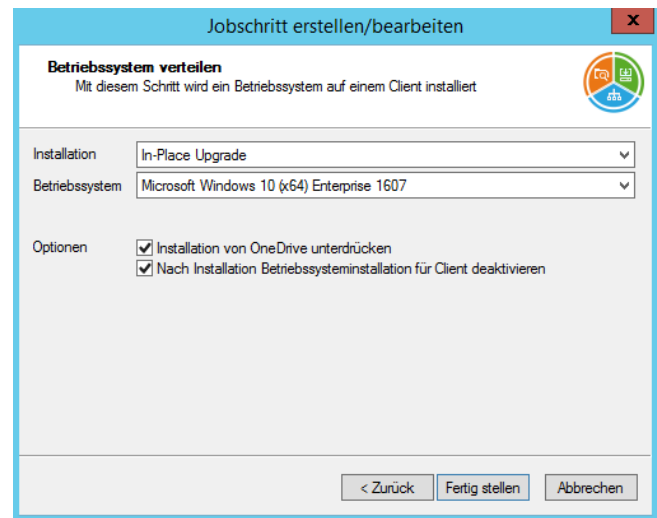 Jobschritt erstellen/bearbeiten
x
Betriebssystem verteilen
Mit diesem Schritt wird ein Betriebssystem auf einem Client installiert
Installation In-Place Upgrade
Betriebssystem Microsoft Windows 10 (x64) Enterprise 1607
Optionen Installation von OneDrive unterdrücken
Nach Installation Betriebssysteminstallation für Client deaktivieren
< Zurück Fertig stellen Abbrechen